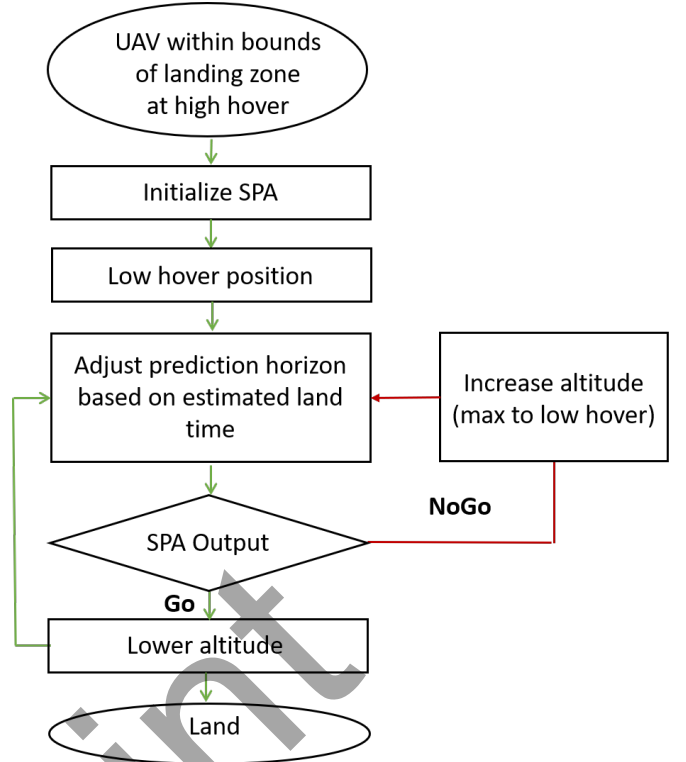 UAV within bounds
of landing zone
at high hover
Initialize SPA
Low hover position
Adjust prediction horizon
based on estimated land
time
Increase altitude
(max to low hover)
NoGo
SPA Output
Go
Lower altitude
Land
int